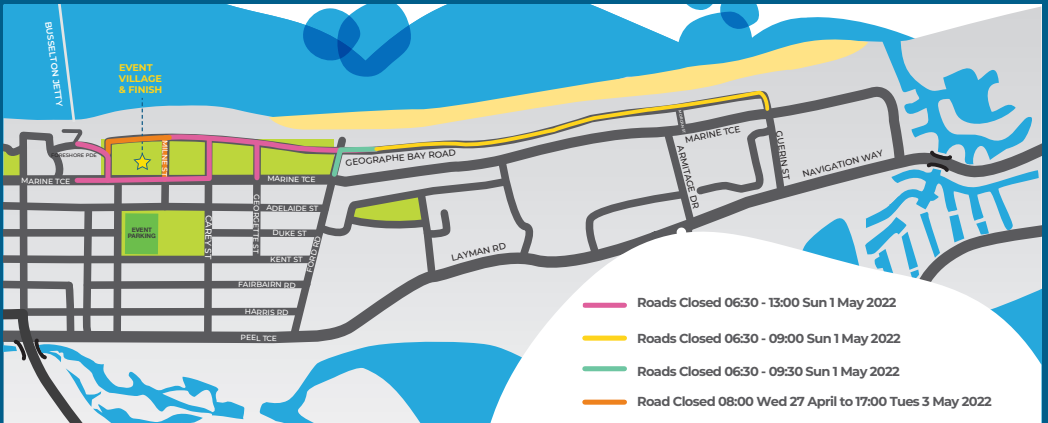 BUSSELTON JETTY
EVENT
VILLAGE
& FINISH
FORESHORE PDE
MILNE ST
MARINE TCE
MARINE TCE
GEOGRAPHE BAY ROAD
MARINE TCE
GUERIN ST
ARMITAGE DR
NAVIGATION WAY
ADELAIDE ST
GEORGETTE ST
CAREY ST
EVENT
PARKING
DUKE ST
FORD RD
KENT ST
LAYMAN RD
FAIRBAIRN RD
HARRIS RD
PEEL TCE
Roads Closed 06:30 - 13:00 Sun 1 May 2022
Roads Closed 06:30 - 09:00 Sun 1 May 2022
Roads Closed 06:30 - 09:30 Sun 1 May 2022
Road Closed 08:00 Wed 27 April to 17:00 Tues 3 May 2022